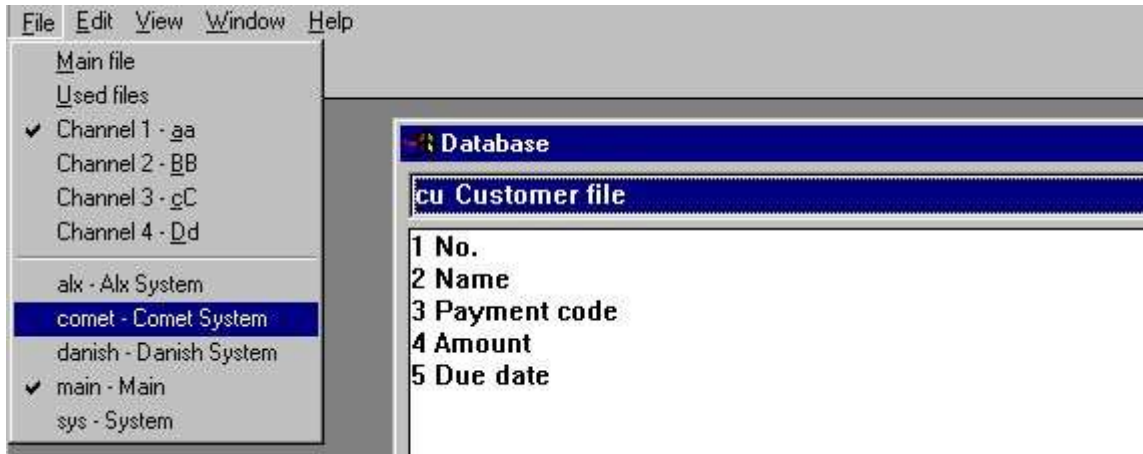 File Edit View Window Help
Main file
Used files
Channel 1 - aa
Channel 2 - BB
Channel 3 - cC
Channel 4 - Dd
alx - Alx System
comet - Comet System
danish - Danish System
main - Main
sys - System
Database
cu Customer file
1 No.
2 Name
3 Payment code
4 Amount
5 Due date